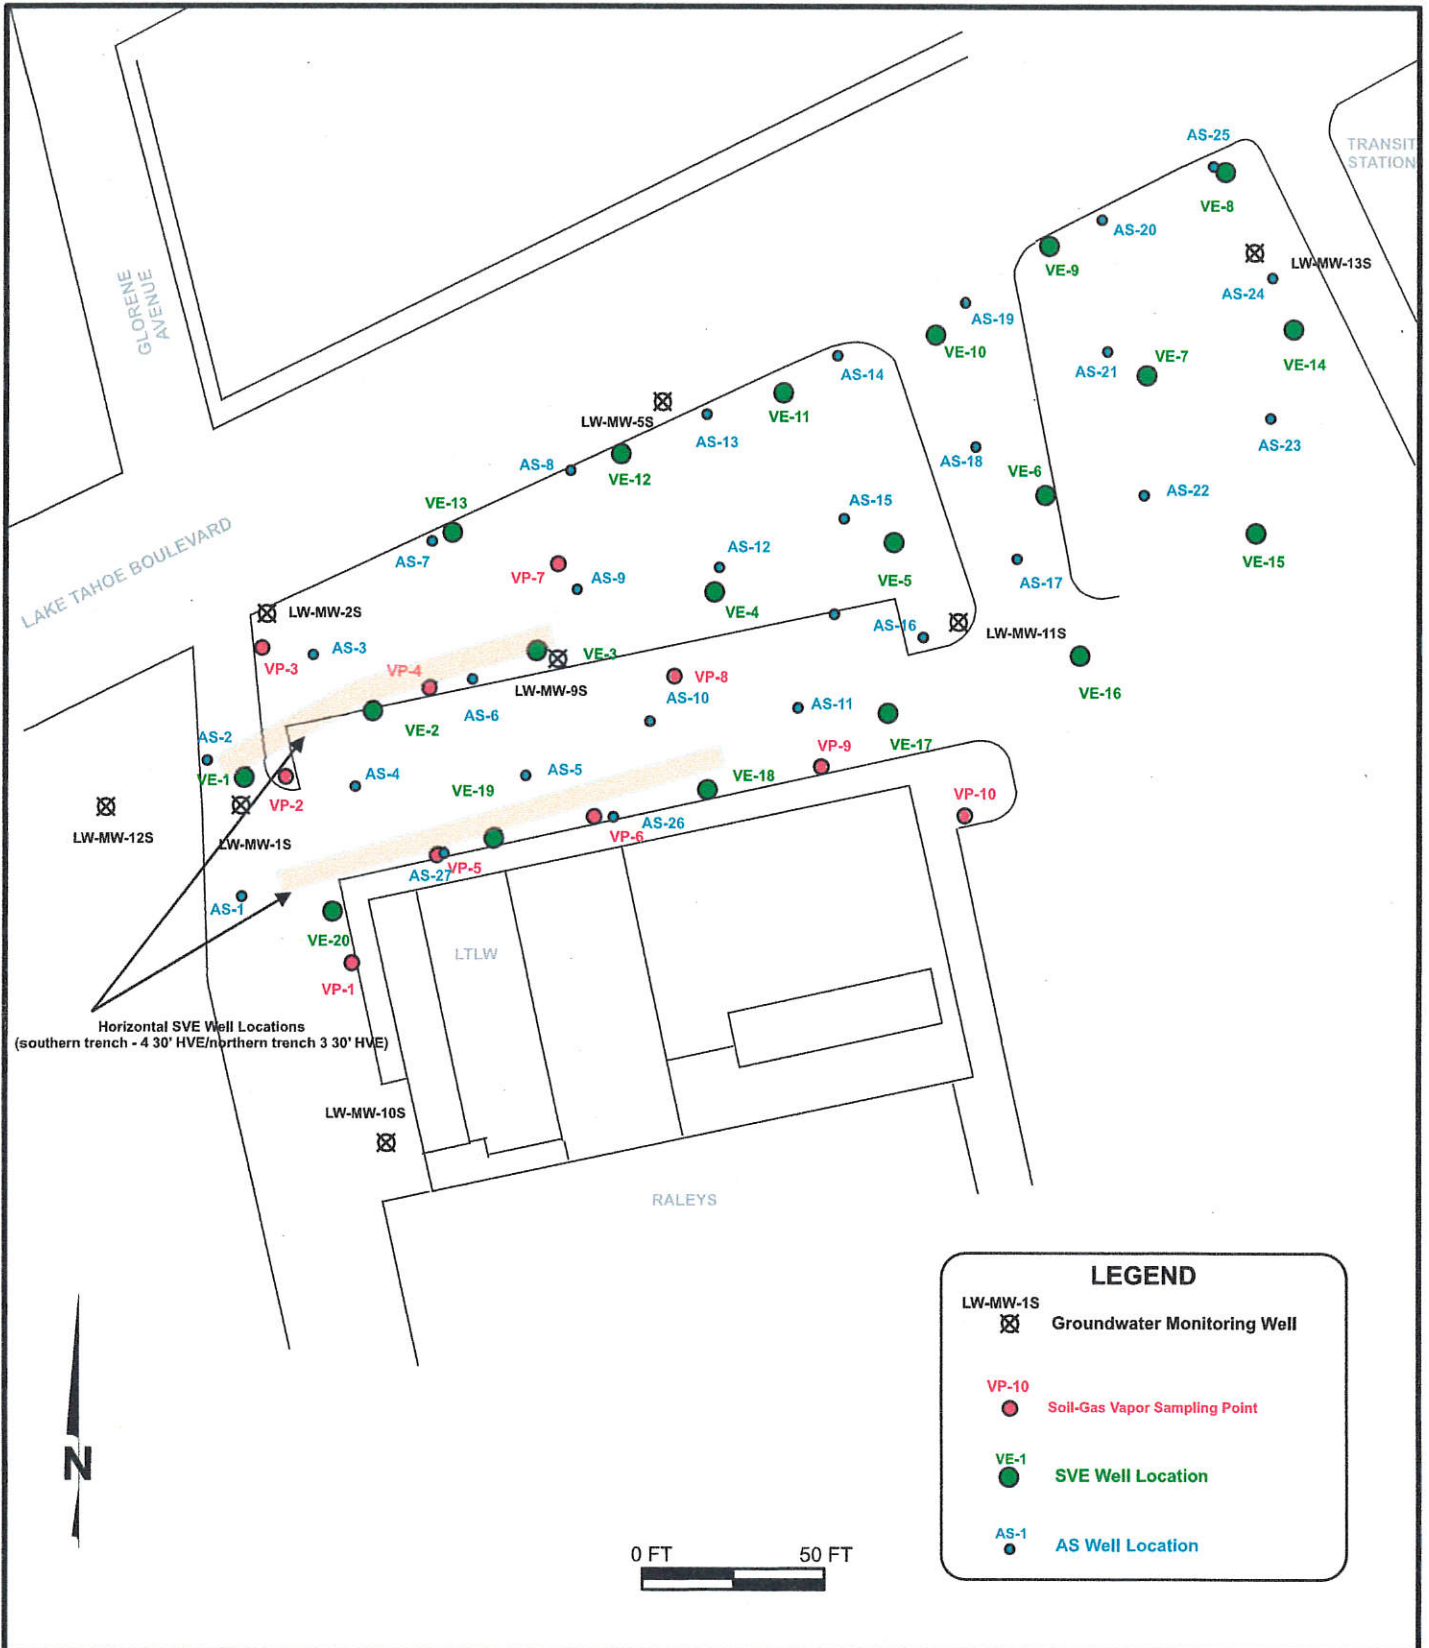 AS-25
TRANSIT
STATION
VE-8
AS-20
VE-9
LW-MW-13S
GLORENE
AVENUE
AS-24
AS-19
VE-10
VE-14
AS-21
VE-7
AS-14
VE-11
LW-MW-5S
AS-13
AS-23
AS-18
AS-8
VE-12
VE-6
AS-22
VE-13
AS-15
LAKE TAHOE BOULEVARD
AS-7
AS-12
VE-15
VP-7
AS-9
VE-5
AS-17
LW-MW-2S
VE-4
AS-16
LW-MW-11S
AS-3
VE-3
VP-3
VP-4
VP-8
LW-MW-9S
VE-16
AS-10
AS-6
AS-11
VE-2
AS-2
VE-17
VP-9
VE-1
AS-4
AS-5
VE-18
VE-19
VP-10
VP-2
AS-26
LW-MW-12S
LW-MW-1S
VP-6
VP-5
AS-27
AS-1
VE-20
LTLW
VP-1
Horizontal SVE Well Locations
(southern trench - 4 30' HVE/northern trench 3 30' HVE)
LW-MW-10S
RALEYS
LEGEND
LW-MW-1S
Groundwater Monitoring Well
VP-10
Soil-Gas Vapor Sampling Point
VE-1
SVE Well Location
AS-1
AS Well Location
N
0 FT 50 FT